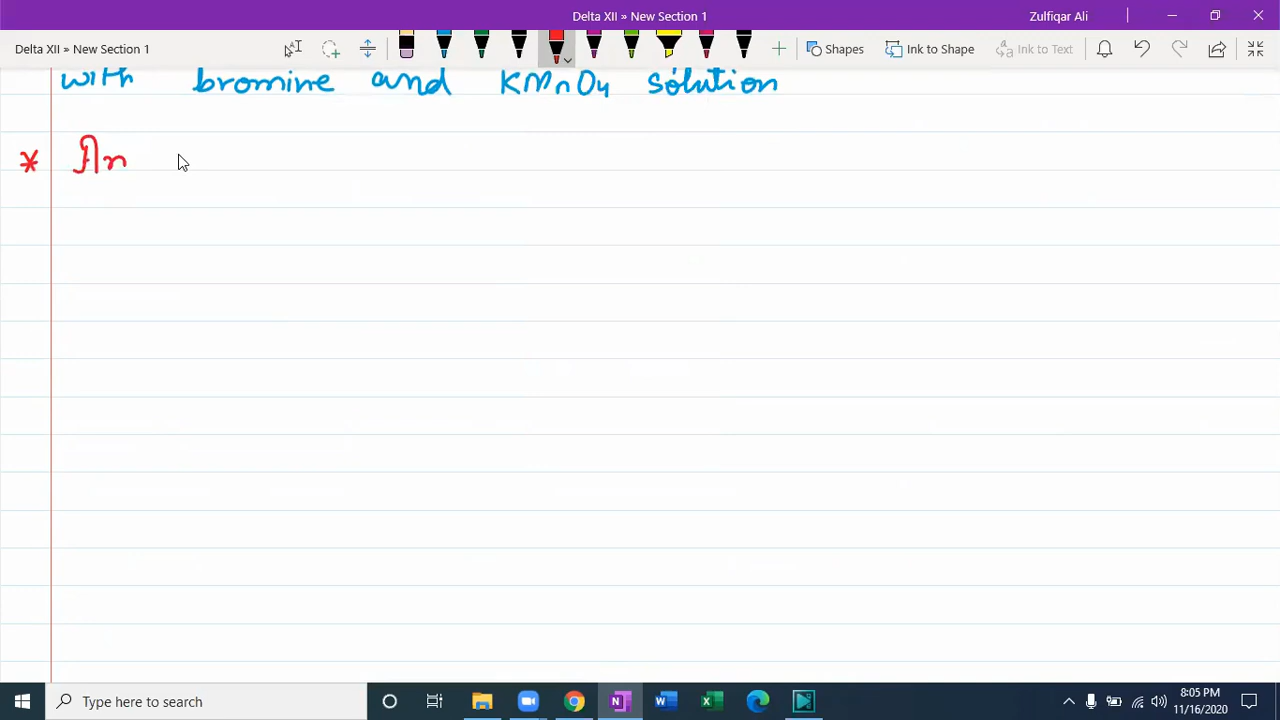 Delta XII » New Section 1
Zulfiqar Ali
Delta XII » New Section 1
Shapes
Ink to Shape
Ink to Text
with bromine and KMnO4 solution
* An
Type here to search
8:05 PM
11/16/2020